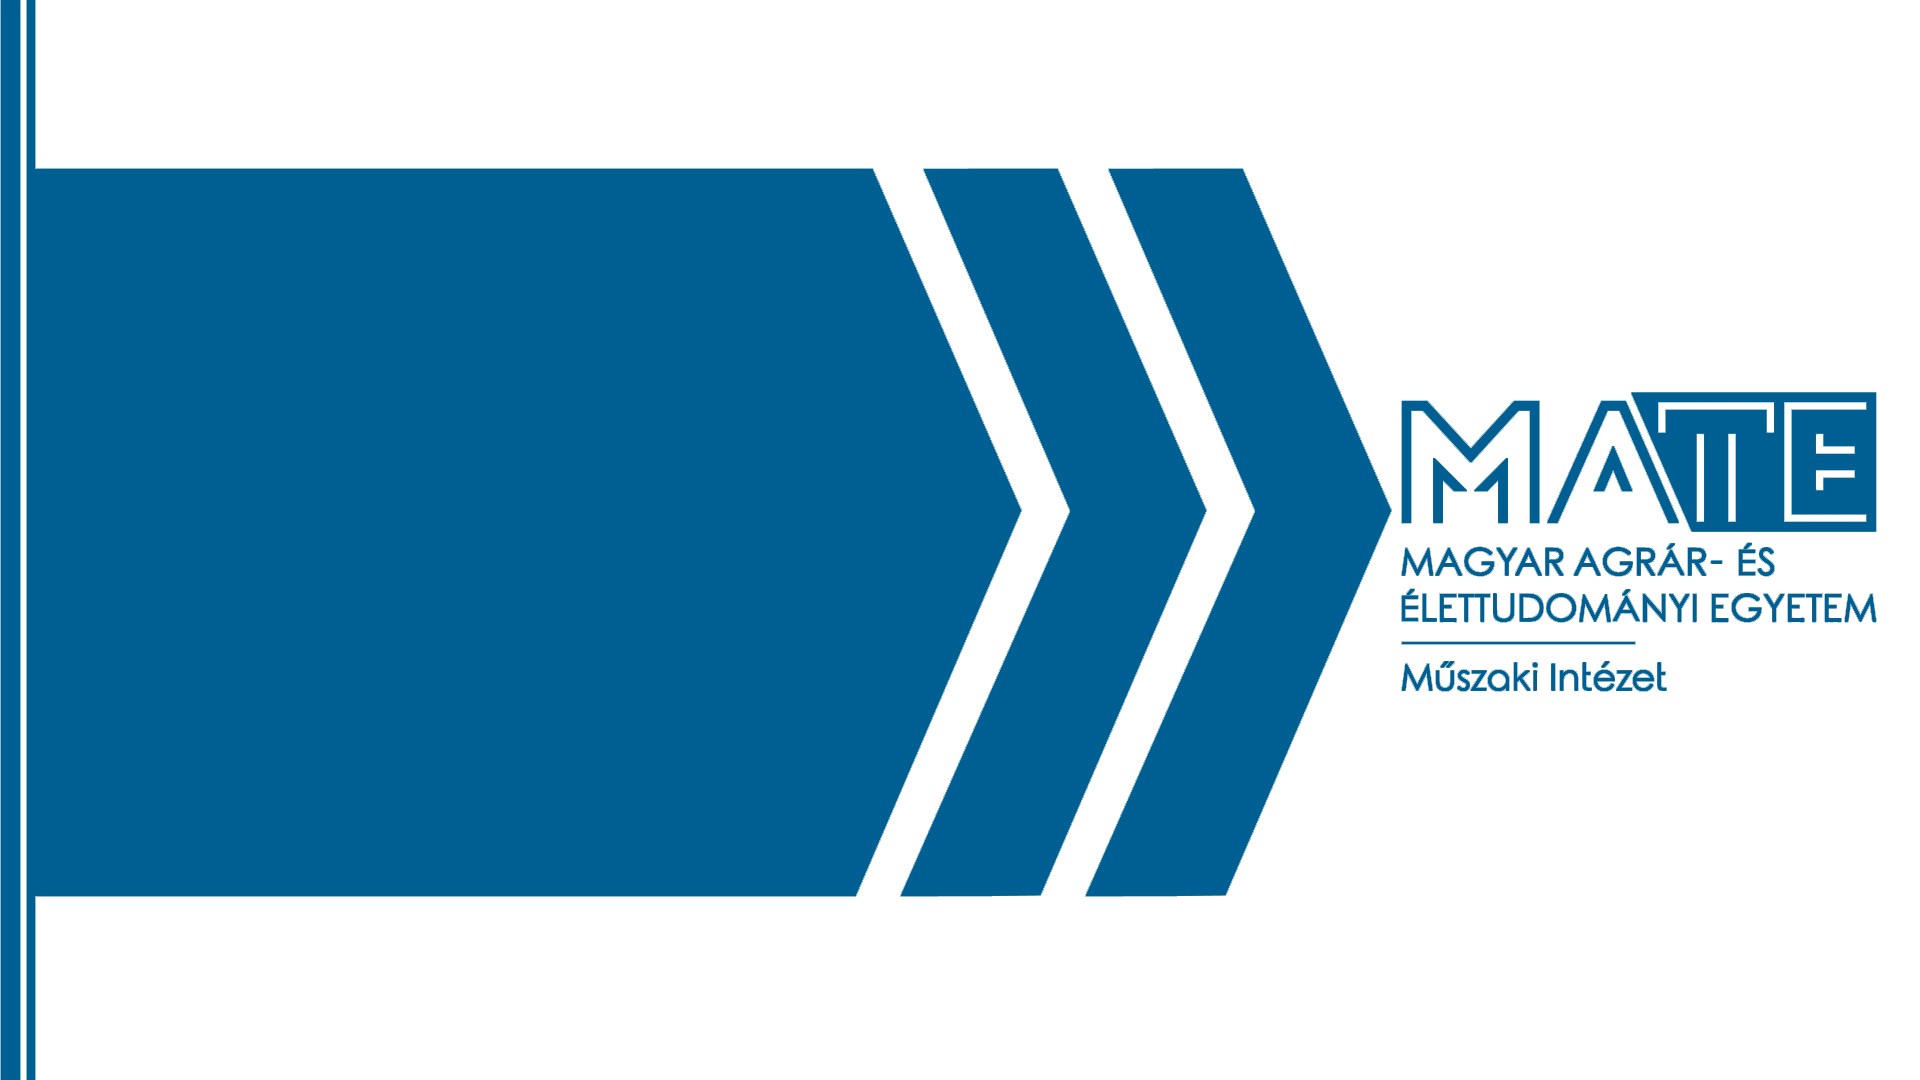 MATE
MAGYAR AGRÁR- ÉS
ÉLETTUDOMÁNYI EGYETEM
Műszaki Intézet